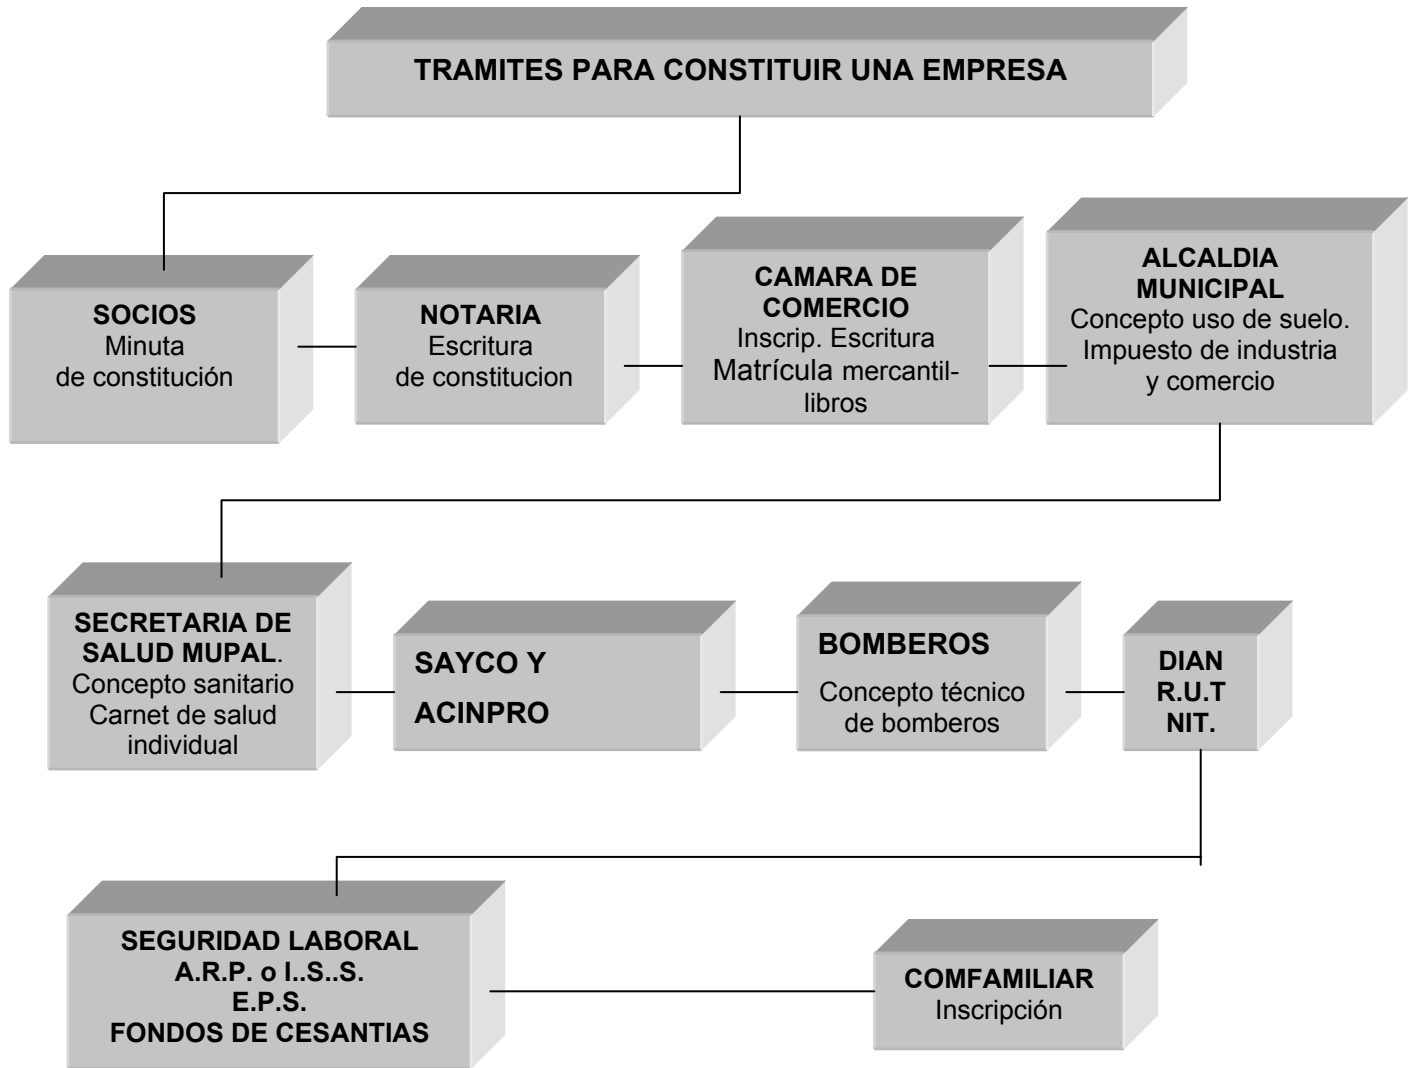 TRAMITES PARA CONSTITUIR UNA EMPRESA
SOCIOS
Minuta
de constitución
NOTARIA
Escritura
de constitucion
CAMARA DE
COMERCIO
Inscrip. Escritura
Matrícula mercantil-
libros
ALCALDIA
MUNICIPAL
Concepto uso de suelo.
Impuesto de industria
y comercio
SECRETARIA DE
SALUD MUPAL.
Concepto sanitario
Carnet de salud
individual
SAYCO Y
ACINPRO
BOMBEROS
Concepto técnico
de bomberos
DIAN
R.U.T
NIT.
SEGURIDAD LABORAL
A.R.P. o I..S..S.
E.P.S.
FONDOS DE CESANTIAS
COMFAMILIAR
Inscripción